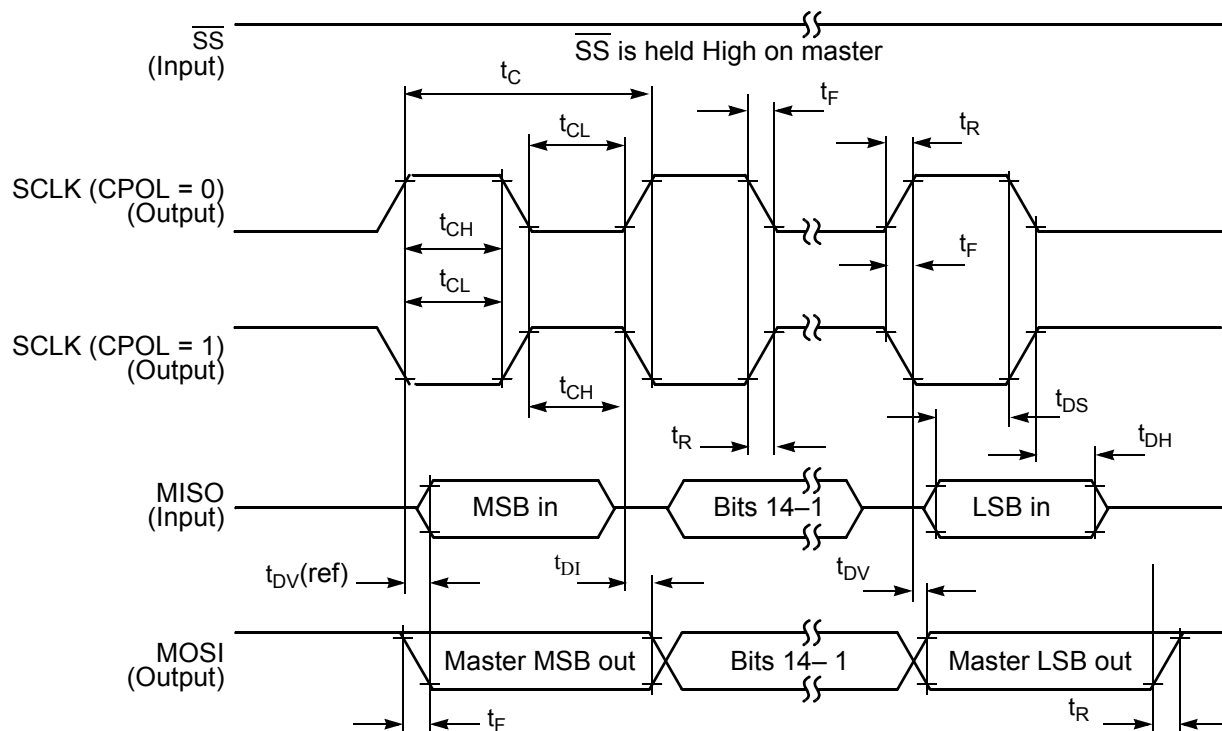 SS
(Input)
SS is held High on master
tC
tF
tCL
tR
SCLK (CPOL = 0)
(Output)
tCH
tF
tCL
SCLK (CPOL = 1)
(Output)
tCH
tDS
tR
tDH
MISO
(Input)
MSB in
Bits 14–1
LSB in
tDV(ref)
tDI
tDV
MOSI
(Output)
Master MSB out
Bits 14– 1
Master LSB out
tF
tR